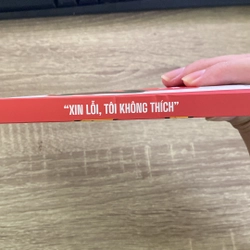 “XIN LỖI, TÔI KHÔNG THÍCH”